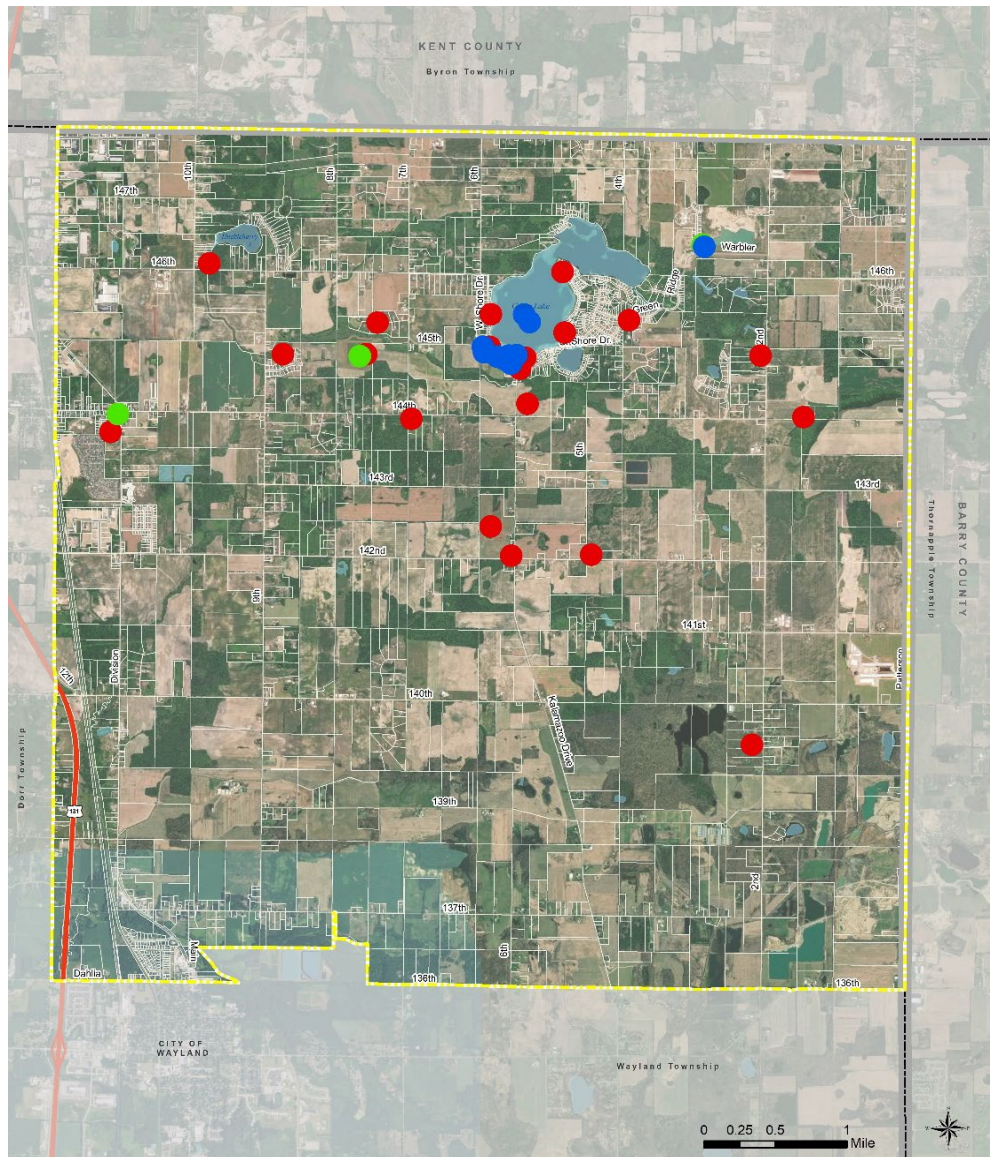 KENT COUNTY
Byron Township
10th
8th
7th
6th
4th
147th
Warbler
146th
146th
Ridge
Green
W Shore Dr.
145th
Shore Dr.
2nd
144th
5th
143rd
143rd
BARRY COUNTY
Thornapple Township
142nd
9th
141st
Division
12th
140th
Patterson
Kalamazoo Drive
Dorr Township
139th
131
2nd
137th
Main
6th
Dahlia
136th
136th
CITY OF
WAYLAND
Wayland Township
0 0.25 0.5 1
Mile